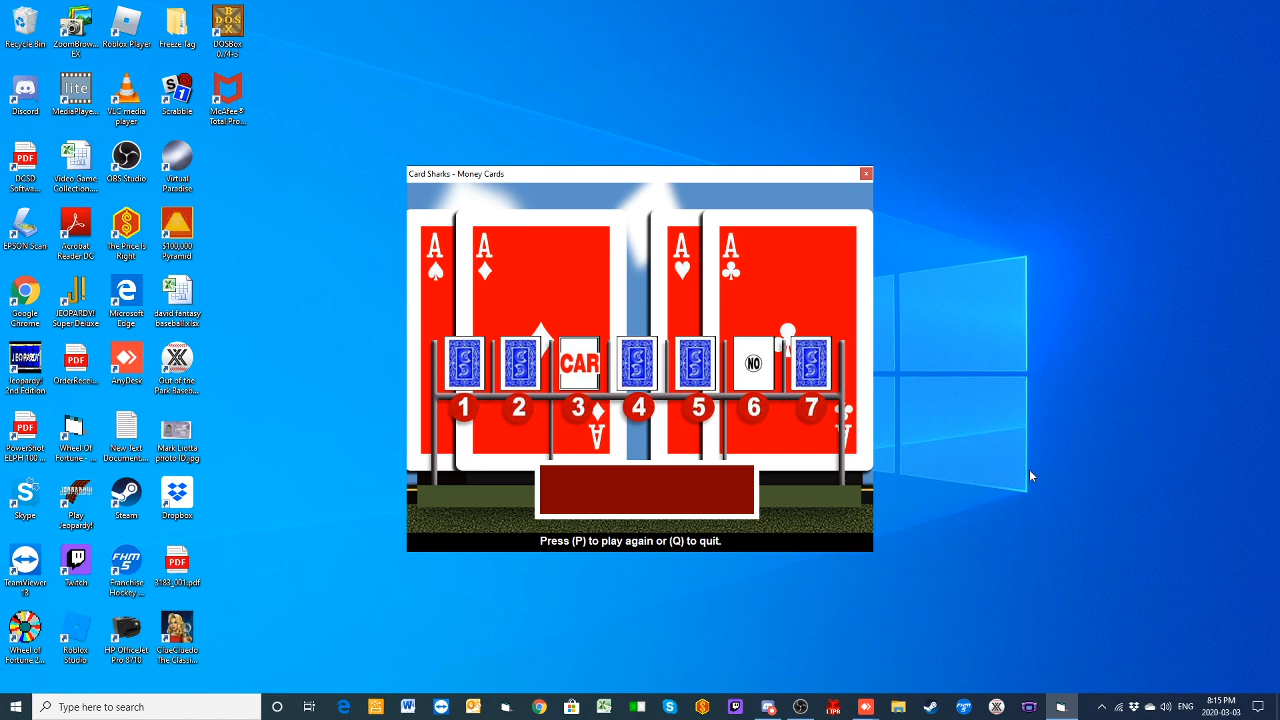 Recycle Bin
ZoomBrow...
EX
Roblox Player
Freeze Tag
DOSBox
0.74-3
Discord
MediaPlaye...
VLC media
player
Scrabble
McAfee®
Total Pro...
DCSD
Softwa...
Video Game
Collection....
OBS Studio
Virtual
Paradise
EPSON Scan
Acrobat
Reader DC
The Price Is
Right
$100,000
Pyramid
Google
Chrome
JEOPARDY!
Super Deluxe
Microsoft
Edge
david fantasy
baseball.xlsx
Jeopardy!
2nd Edition
OrderRecei...
AnyDesk
Out of the
Park Baseb...
PowerShot
ELPH 100 ...
Wheel Of
Fortune - ...
New Text
Document...
Mark Liotta
photo ID.jpg
Skype
Play
Jeopardy!
Steam
Dropbox
TeamViewer
13
Twitch
Franchise
Hockey ...
3183_001.pdf
Wheel of
Fortune 2...
Roblox
Studio
HP OfficeJet
Pro 8710
ClueCluedo
The Classi...
Card Sharks - Money Cards
A A A A
CAR NO
1 2 3 4 5 6 7
A
Press (P) to play again or (Q) to quit.
Type here to search
ENG
8:15 PM
2020-03-03